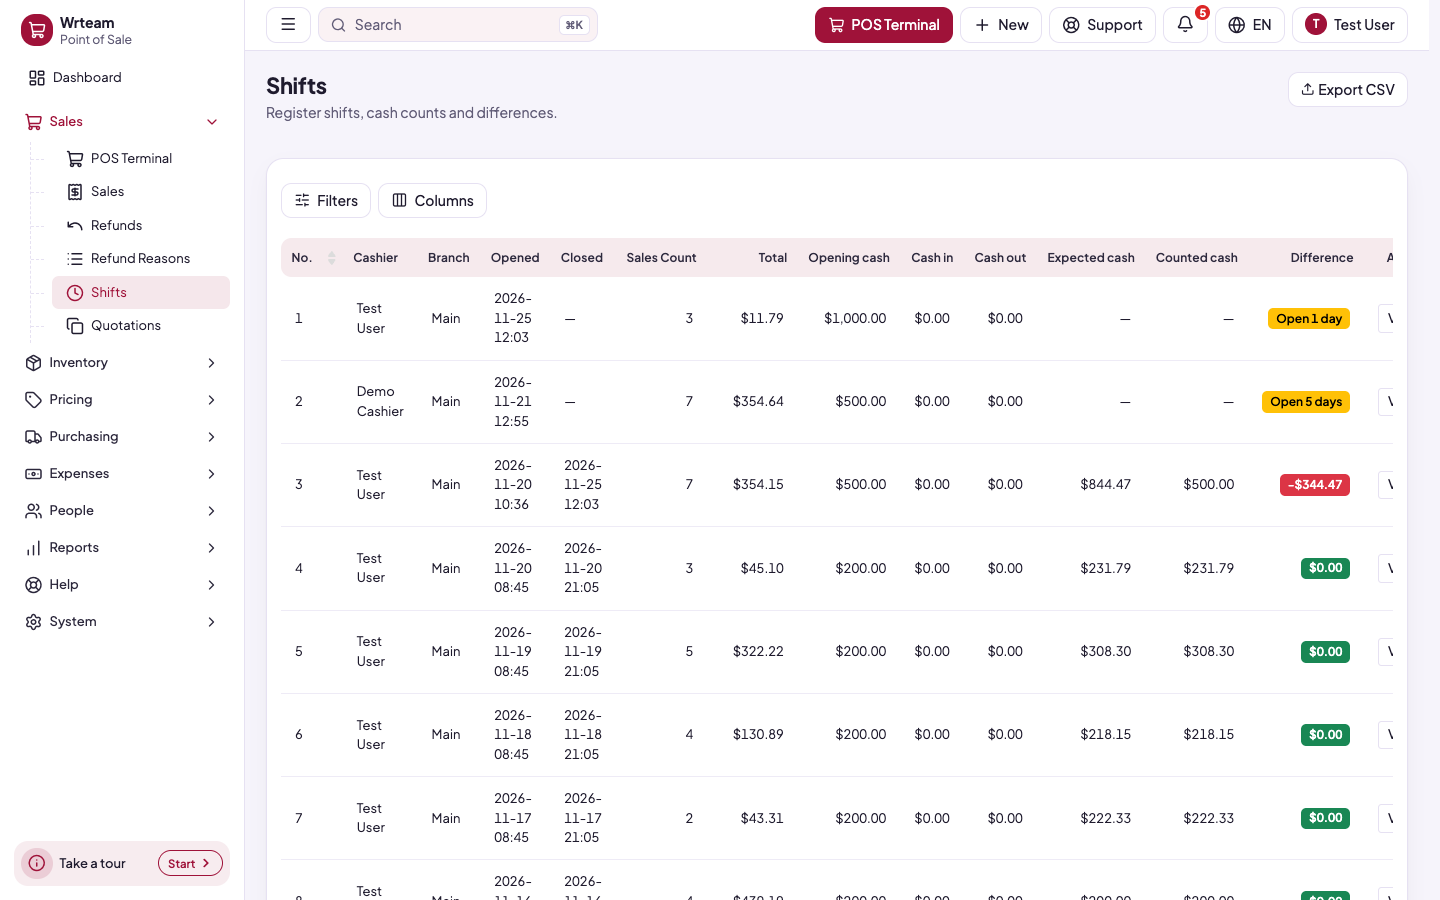 Wrteam
Point of Sale
Dashboard
Sales
POS Terminal
Sales
Refunds
Refund Reasons
Shifts
Quotations
Inventory
Pricing
Purchasing
Expenses
People
Reports
Help
System
Take a tour
Start
Search
⌘K
POS Terminal
New
Support
5
EN
T
Test User
Shifts
Register shifts, cash counts and differences.
Export CSV
Filters
Columns
No. Cashier Branch Opened Closed Sales Count Total Opening cash Cash in Cash out Expected cash Counted cash Difference
1 Test User Main 2026-11-25 12:03 — 3 $11.79 $1,000.00 $0.00 $0.00 — — Open 1 day
2 Demo Cashier Main 2026-11-21 12:55 — 7 $354.64 $500.00 $0.00 $0.00 — — Open 5 days
3 Test User Main 2026-11-20 10:36 2026-11-25 12:03 7 $354.15 $500.00 $0.00 $0.00 $844.47 $500.00 -$344.47
4 Test User Main 2026-11-20 08:45 2026-11-20 21:05 3 $45.10 $200.00 $0.00 $0.00 $231.79 $231.79 $0.00
5 Test User Main 2026-11-19 08:45 2026-11-19 21:05 5 $322.22 $200.00 $0.00 $0.00 $308.30 $308.30 $0.00
6 Test User Main 2026-11-18 08:45 2026-11-18 21:05 4 $130.89 $200.00 $0.00 $0.00 $218.15 $218.15 $0.00
7 Test User Main 2026-11-17 08:45 2026-11-17 21:05 2 $43.31 $200.00 $0.00 $0.00 $222.33 $222.33 $0.00
Test 2026- 2026-